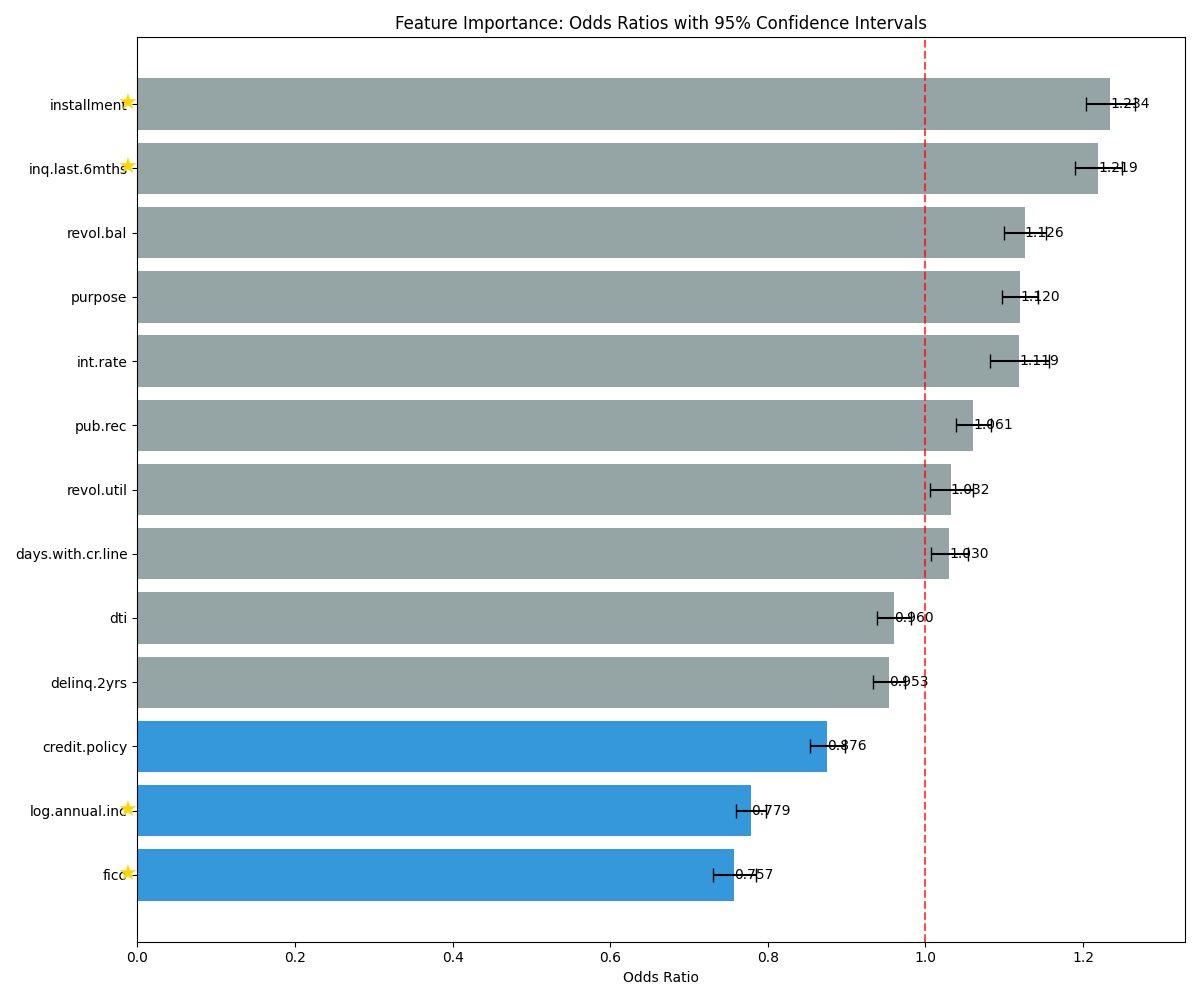 Feature Importance: Odds Ratios with 95% Confidence Intervals
installment 1.234
inq.last.6mths 1.219
revol.bal 1.126
purpose 1.120
int.rate 1.119
pub.rec 1.061
revol.util 1.032
days.with.cr.line 1.030
dti 0.960
delinq.2yrs 0.953
credit.policy 0.876
log.annual.inc 0.779
fico 0.757
0.0 0.2 0.4 0.6 0.8 1.0 1.2
Odds Ratio